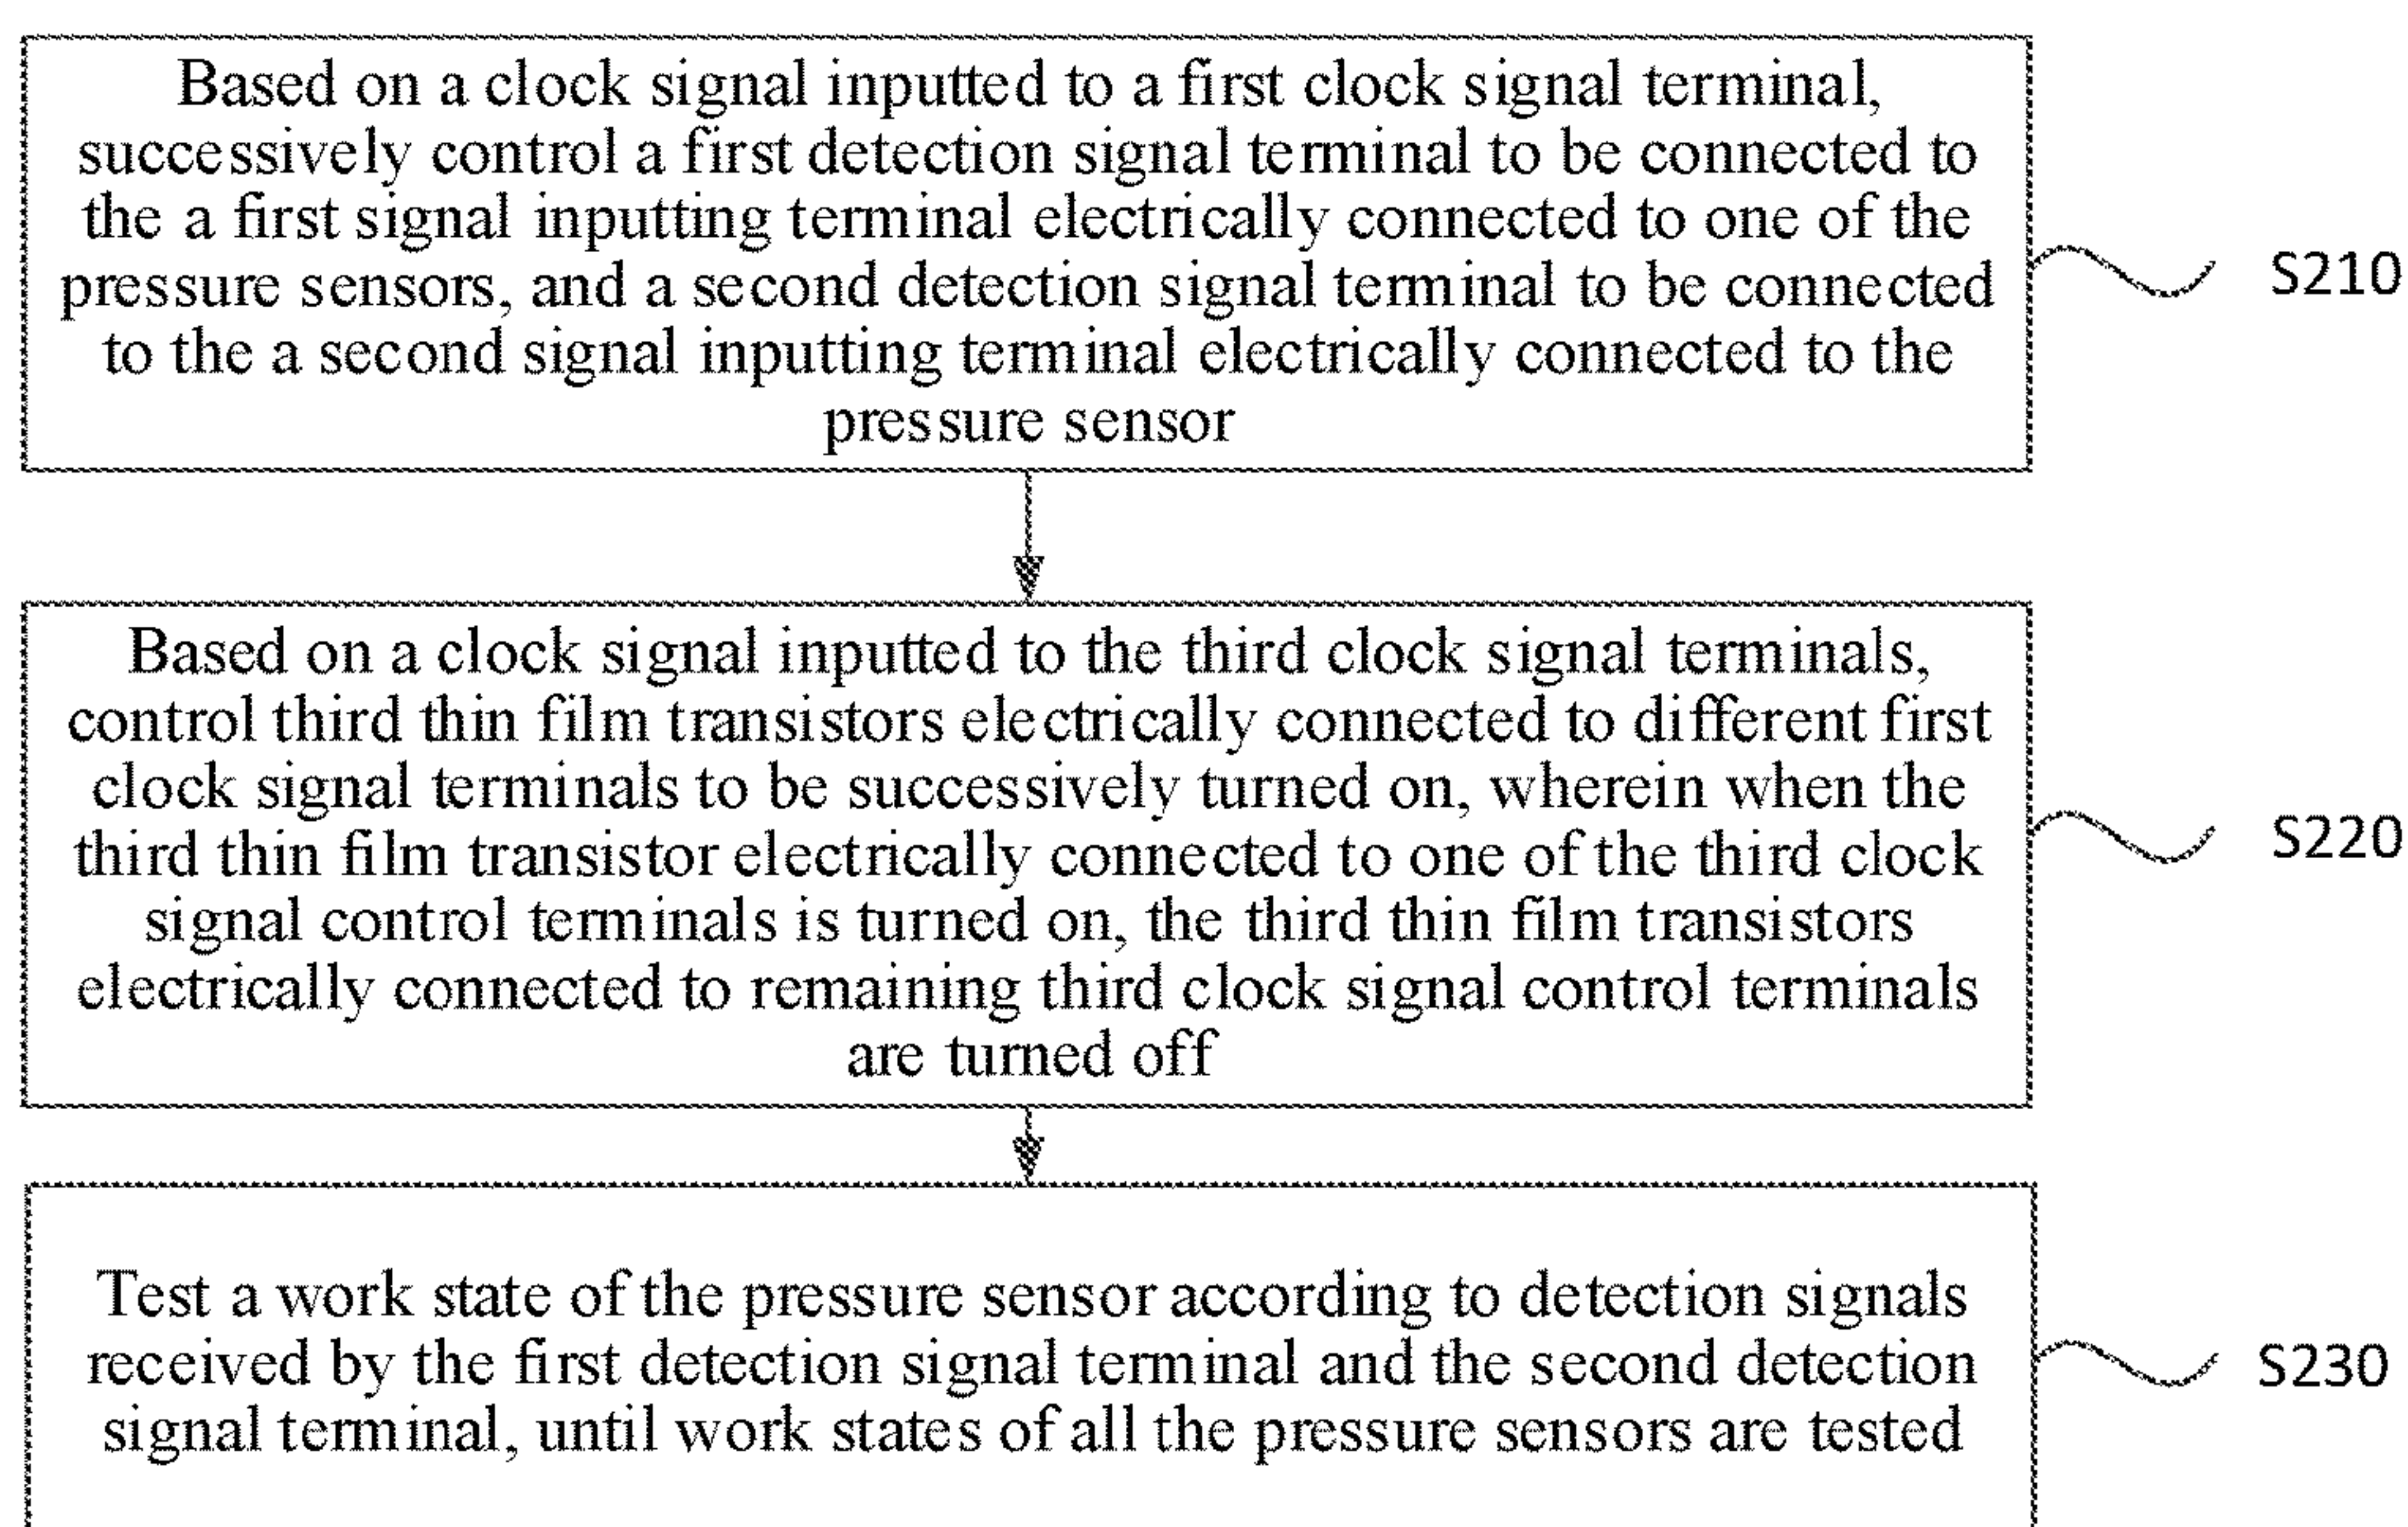 Based on a clock signal inputted to a first clock signal terminal,
successively control a first detection signal terminal to be connected to
the a first signal inputting terminal electrically connected to one of the
pressure sensors, and a second detection signal terminal to be connected
to the a second signal inputting terminal electrically connected to the
pressure sensor
S210
Based on a clock signal inputted to the third clock signal terminals,
control third thin film transistors electrically connected to different first
clock signal terminals to be successively turned on, wherein when the
third thin film transistor electrically connected to one of the third clock
signal control terminals is turned on, the third thin film transistors
electrically connected to remaining third clock signal control terminals
are turned off
S220
Test a work state of the pressure sensor according to detection signals
received by the first detection signal terminal and the second detection
signal terminal, until work states of all the pressure sensors are tested
S230